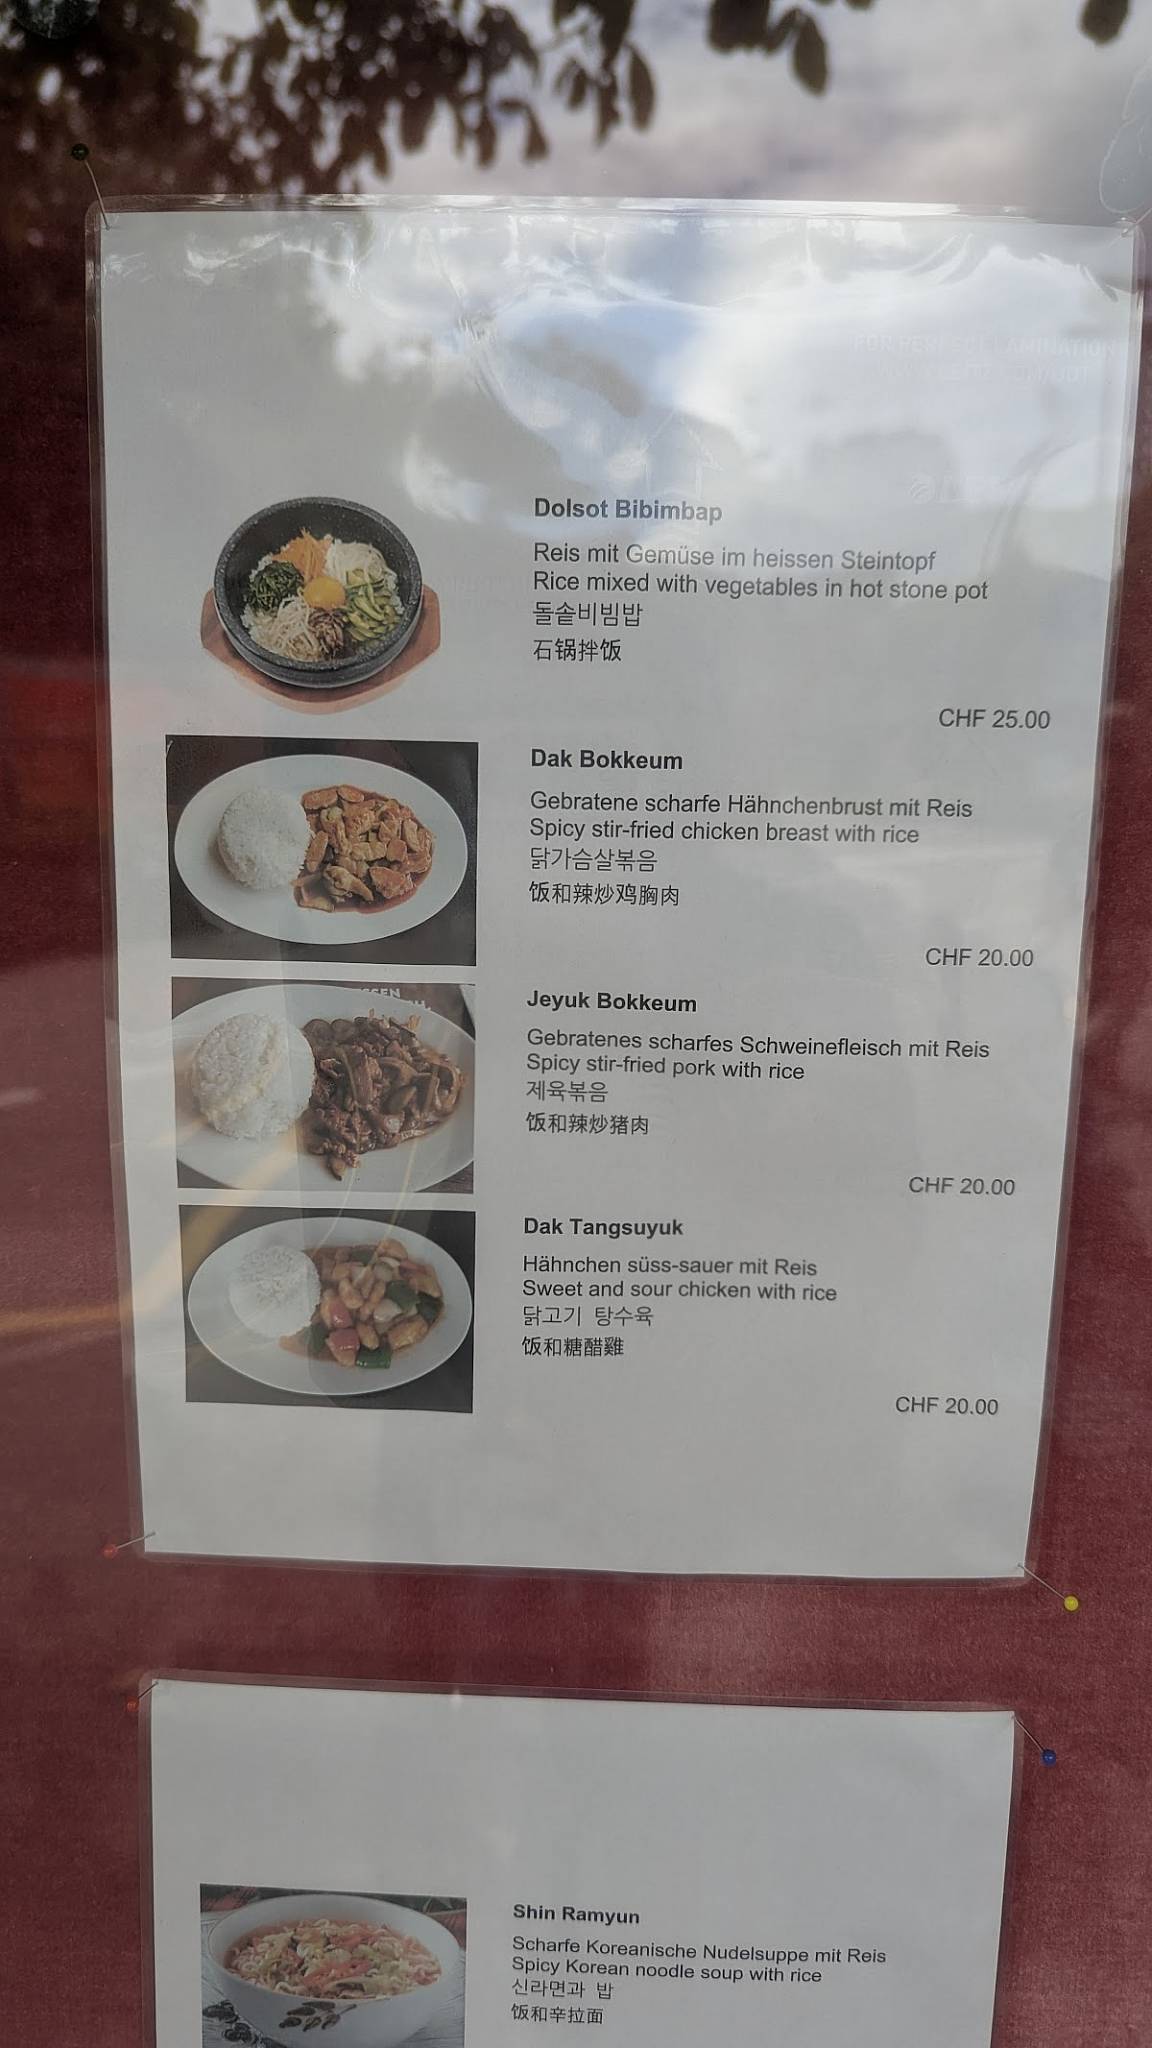 FOR PERFECT LAMINATION
Dolsot Bibimbap
Reis mit Gemüse im heissen Steintopf
Rice mixed with vegetables in hot stone pot
돌솥비빔밥
石锅拌饭
CHF 25.00
Dak Bokkeum
Gebratene scharfe Hähnchenbrust mit Reis
Spicy stir-fried chicken breast with rice
닭가슴살볶음
饭和辣炒鸡胸肉
CHF 20.00
Jeyuk Bokkeum
Gebratenes scharfes Schweinefleisch mit Reis
Spicy stir-fried pork with rice
제육볶음
饭和辣炒猪肉
CHF 20.00
Dak Tangsuyuk
Hähnchen süss-sauer mit Reis
Sweet and sour chicken with rice
닭고기 탕수육
饭和糖醋雞
CHF 20.00
Shin Ramyun
Scharfe Koreanische Nudelsuppe mit Reis
Spicy Korean noodle soup with rice
신라면과 밥
饭和辛拉面